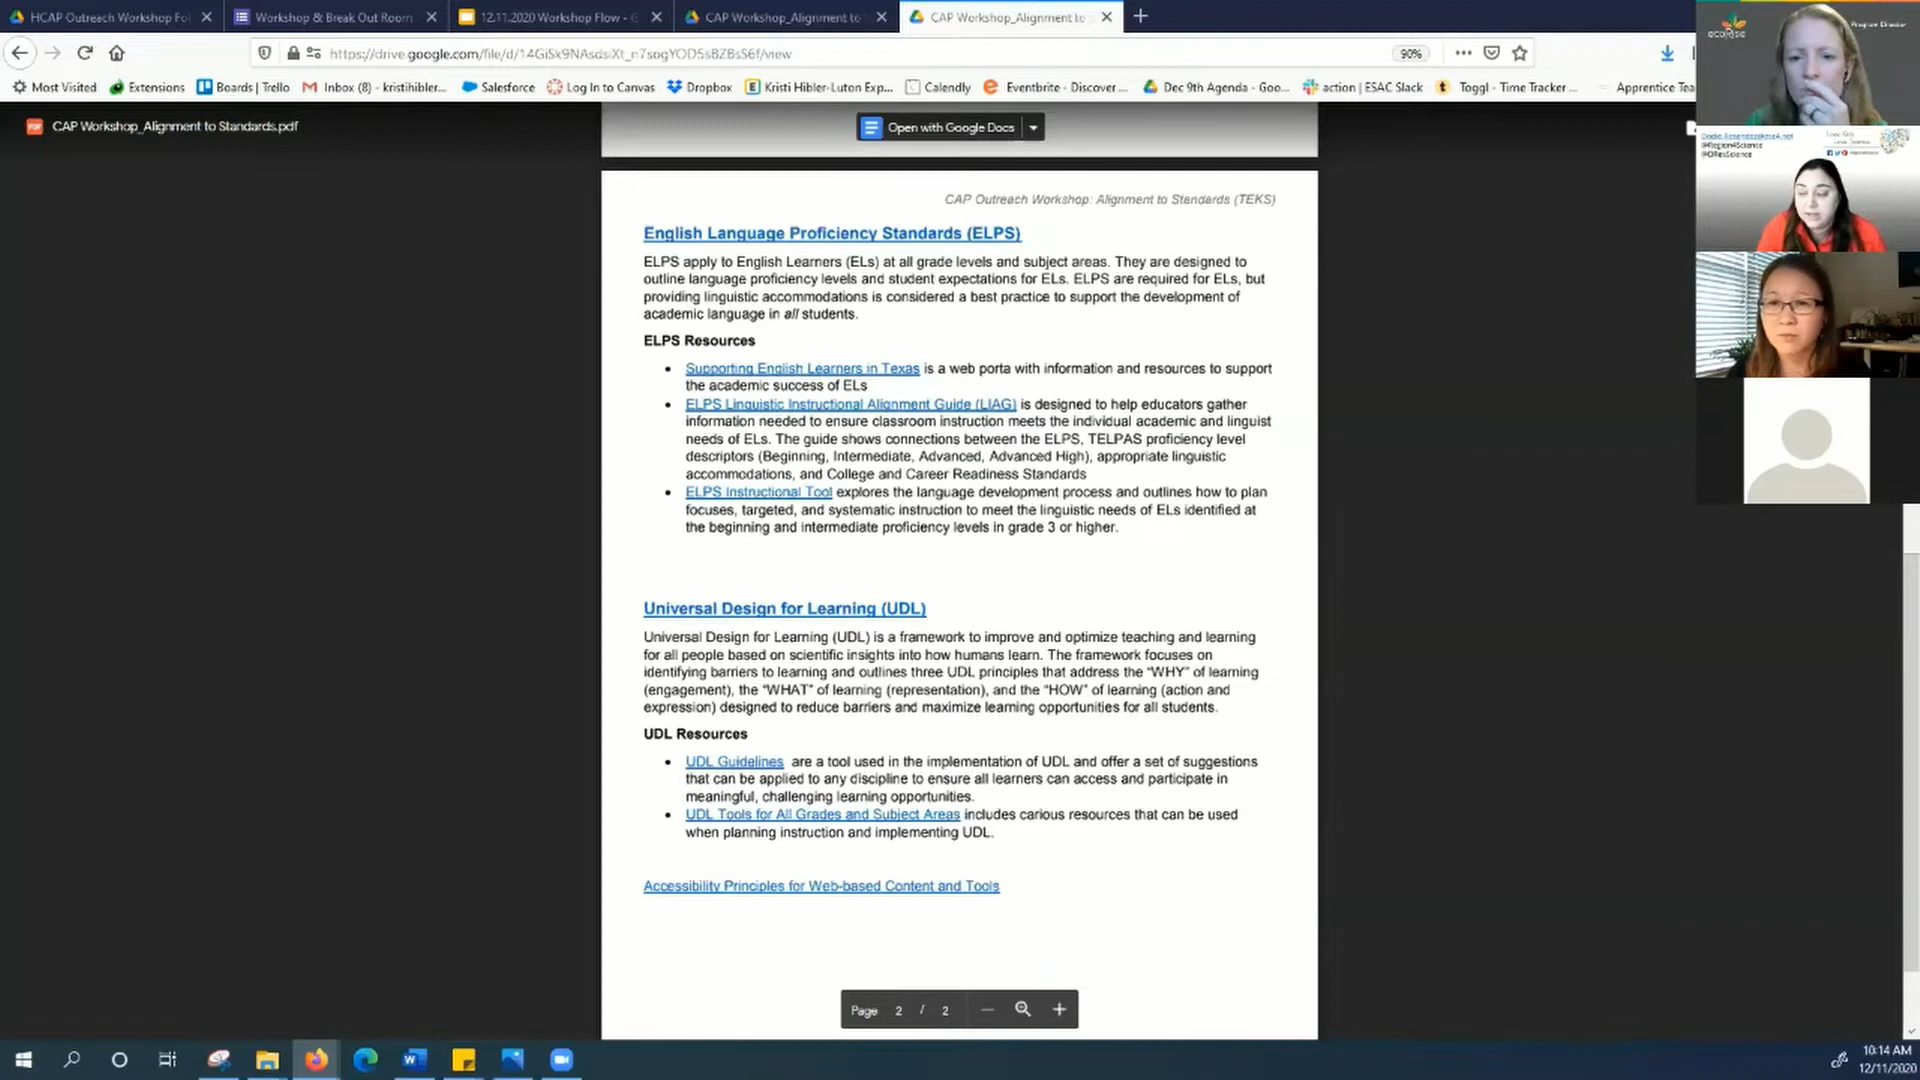 HCAP Outreach Workshop Fol
Workshop & Break Out Room
12.11.2020 Workshop Flow - G
CAP Workshop_Alignment to
CAP Workshop_Alignment to
90%
Most Visited
Extensions
Boards | Trello
Inbox (8) - kristihibler...
Salesforce
Log In to Canvas
Dropbox
Kristi Hibler-Luton Exp...
Calendly
Eventbrite - Discover ...
Dec 9th Agenda - Goo...
action | ESAC Slack
Toggl - Time Tracker ...
Apprentice Tea
CAP Workshop_Alignment to Standards.pdf
Open with Google Docs
CAP Outreach Workshop: Alignment to Standards (TEKS)
English Language Proficiency Standards (ELPS)
ELPS apply to English Learners (ELs) at all grade levels and subject areas. They are designed to
outline language proficiency levels and student expectations for ELs. ELPS are required for ELs, but
providing linguistic accommodations is considered a best practice to support the development of
academic language in all students.
ELPS Resources
Supporting English Learners in Texas is a web porta with information and resources to support
the academic success of ELs
ELPS Linguistic Instructional Alignment Guide (LIAG) is designed to help educators gather
information needed to ensure classroom instruction meets the individual academic and linguist
needs of ELs. The guide shows connections between the ELPS, TELPAS proficiency level
descriptors (Beginning, Intermediate, Advanced, Advanced High), appropriate linguistic
accommodations, and College and Career Readiness Standards
ELPS Instructional Tool explores the language development process and outlines how to plan
focuses, targeted, and systematic instruction to meet the linguistic needs of ELs identified at
the beginning and intermediate proficiency levels in grade 3 or higher.
Universal Design for Learning (UDL)
Universal Design for Learning (UDL) is a framework to improve and optimize teaching and learning
for all people based on scientific insights into how humans learn. The framework focuses on
identifying barriers to learning and outlines three UDL principles that address the “WHY” of learning
(engagement), the “WHAT” of learning (representation), and the “HOW” of learning (action and
expression) designed to reduce barriers and maximize learning opportunities for all students.
UDL Resources
UDL Guidelines are a tool used in the implementation of UDL and offer a set of suggestions
that can be applied to any discipline to ensure all learners can access and participate in
meaningful, challenging learning opportunities.
UDL Tools for All Grades and Subject Areas includes carious resources that can be used
when planning instruction and implementing UDL.
Accessibility Principles for Web-based Content and Tools
Page 2 / 2
ecorise
Program Director
@Region4Science
10:14 AM
12/11/2020